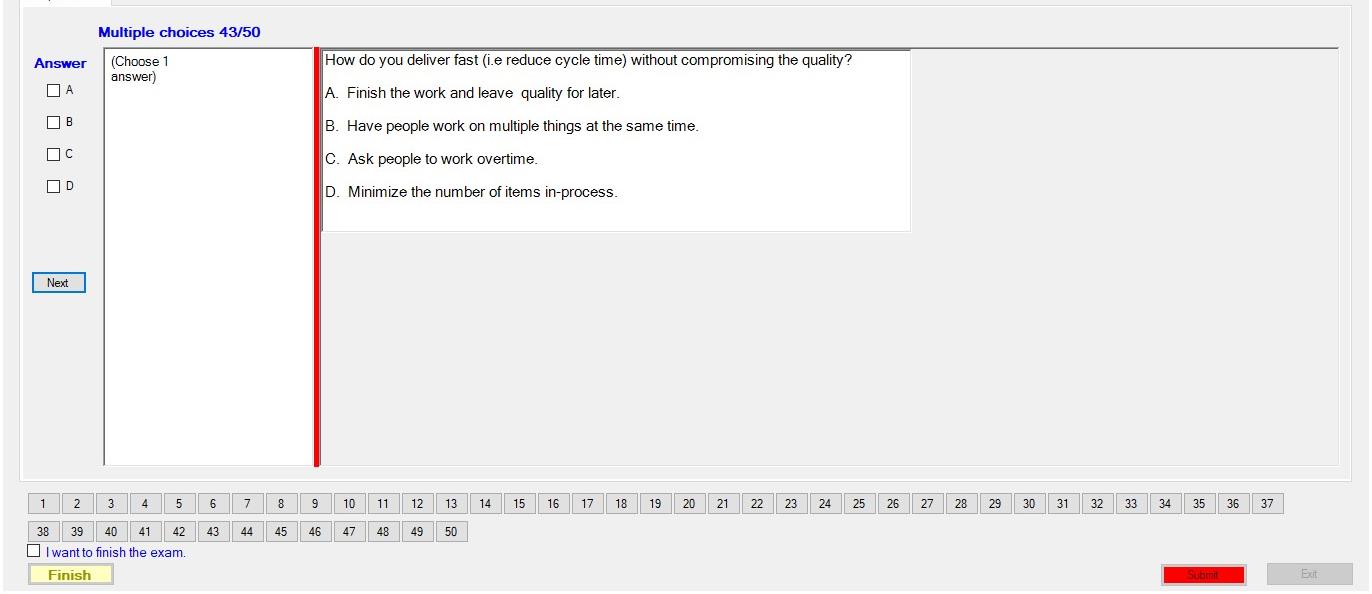 Multiple choices 43/50
Answer
(Choose 1
answer)
A
B
C
D
Next
How do you deliver fast (i.e reduce cycle time) without compromising the quality?
A. Finish the work and leave quality for later.
B. Have people work on multiple things at the same time.
C. Ask people to work overtime.
D. Minimize the number of items in-process.
1 2 3 4 5 6 7 8 9 10 11 12 13 14 15 16 17 18 19 20 21 22 23 24 25 26 27 28 29 30 31 32 33 34 35 36 37
38 39 40 41 42 43 44 45 46 47 48 49 50
I want to finish the exam.
Finish
Submit
Exit